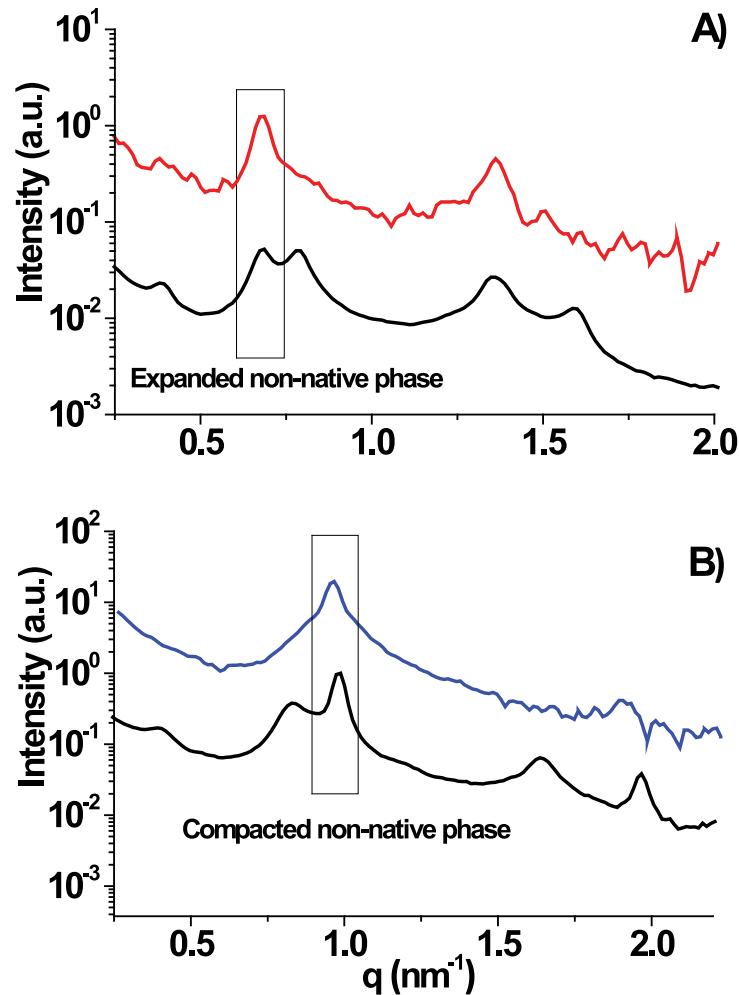 A)
Intensity (a.u.)
10¹
10⁰
10⁻¹
10⁻²
10⁻³
Expanded non-native phase
0.5 1.0 1.5 2.0
B)
Intensity (a.u.)
10²
10¹
10⁰
10⁻¹
10⁻²
10⁻³
Compacted non-native phase
0.5 1.0 1.5 2.0
q (nm⁻¹)